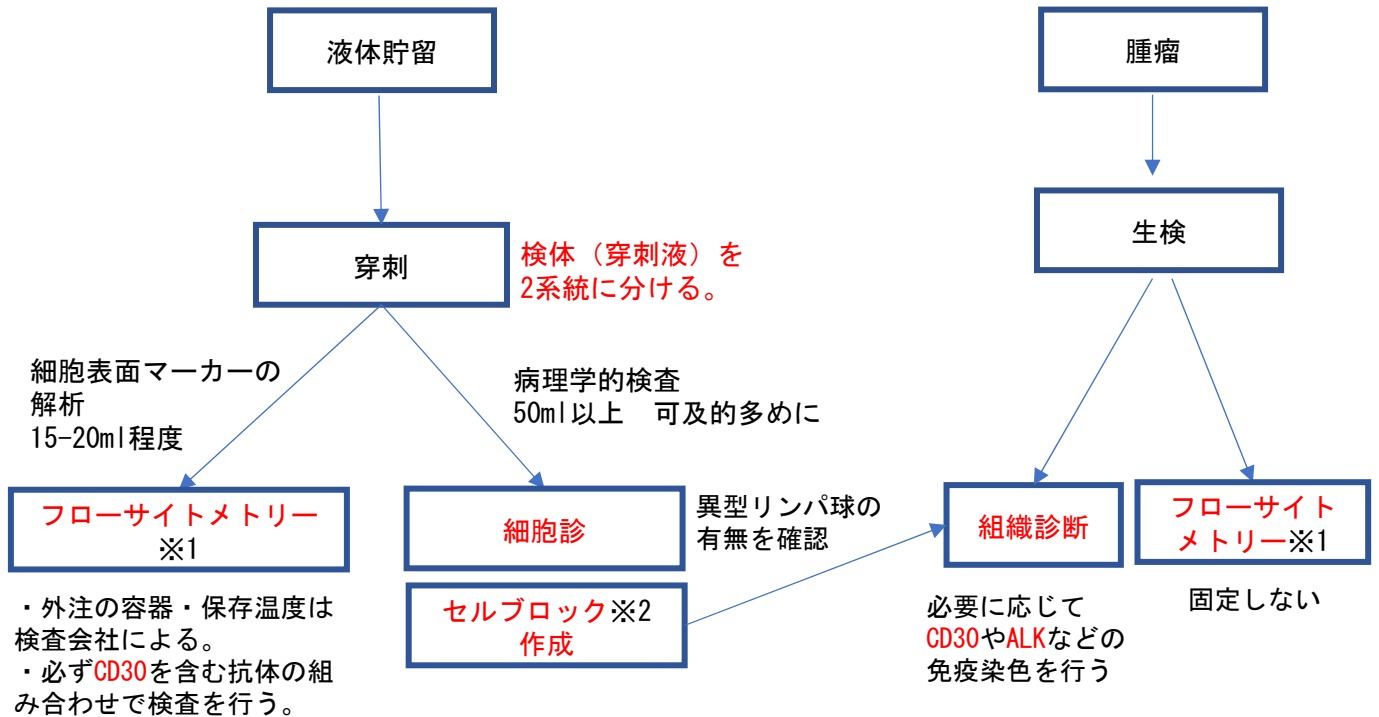 液体貯留
腫瘤
穿刺
検体（穿刺液）を
2系統に分ける。
生検
細胞表面マーカーの
解析
15-20ml程度
病理学的検査
50ml以上　可及的多めに
フローサイトメトリー
※1
細胞診
異型リンパ球の
有無を確認
組織診断
フローサイト
メトリー※1
・外注の容器・保存温度は
検査会社による。
・必ずCD30を含む抗体の組
み合わせで検査を行う。
セルブロック※2
作成
必要に応じて
CD30やALKなどの
免疫染色を行う
固定しない